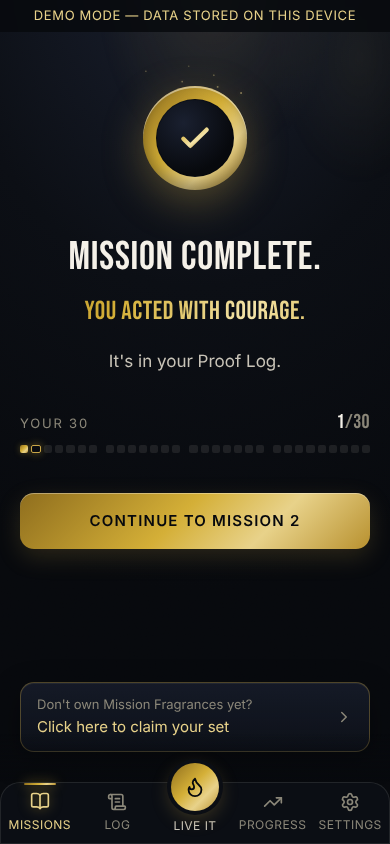 DEMO MODE — DATA STORED ON THIS DEVICE
MISSION COMPLETE.
YOU ACTED WITH COURAGE.
It's in your Proof Log.
YOUR 30
1/30
CONTINUE TO MISSION 2
Don't own Mission Fragrances yet?
Click here to claim your set
MISSIONS
LOG
LIVE IT
PROGRESS
SETTINGS